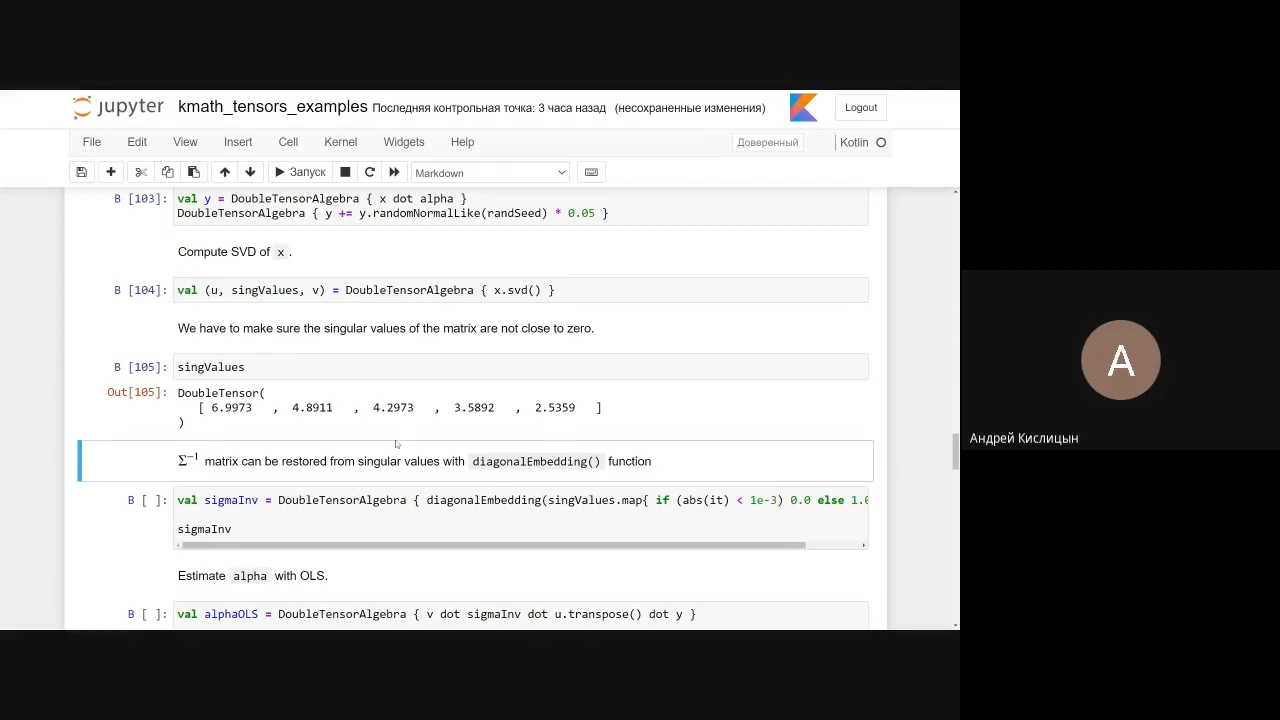 jupyter kmath_tensors_examples Последняя контрольная точка: 3 часа назад (несохраненные изменения) Logout
File Edit View Insert Cell Kernel Widgets Help Доверенный Kotlin
Запуск Markdown
В [103]: val y = DoubleTensorAlgebra { x dot alpha }
DoubleTensorAlgebra { y += y.randomNormalLike(randSeed) * 0.05 }
Compute SVD of x.
В [104]: val (u, singValues, v) = DoubleTensorAlgebra { x.svd() }
We have to make sure the singular values of the matrix are not close to zero.
В [105]: singValues
Out[105]: DoubleTensor(
[ 6.9973 , 4.8911 , 4.2973 , 3.5892 , 2.5359 ]
)
Σ⁻¹ matrix can be restored from singular values with diagonalEmbedding() function
В [ ]: val sigmaInv = DoubleTensorAlgebra { diagonalEmbedding(singValues.map{ if (abs(it) < 1e-3) 0.0 else 1.0
sigmaInv
Estimate alpha with OLS.
В [ ]: val alphaOLS = DoubleTensorAlgebra { v dot sigmaInv dot u.transpose() dot y }
А
Андрей Кислицын